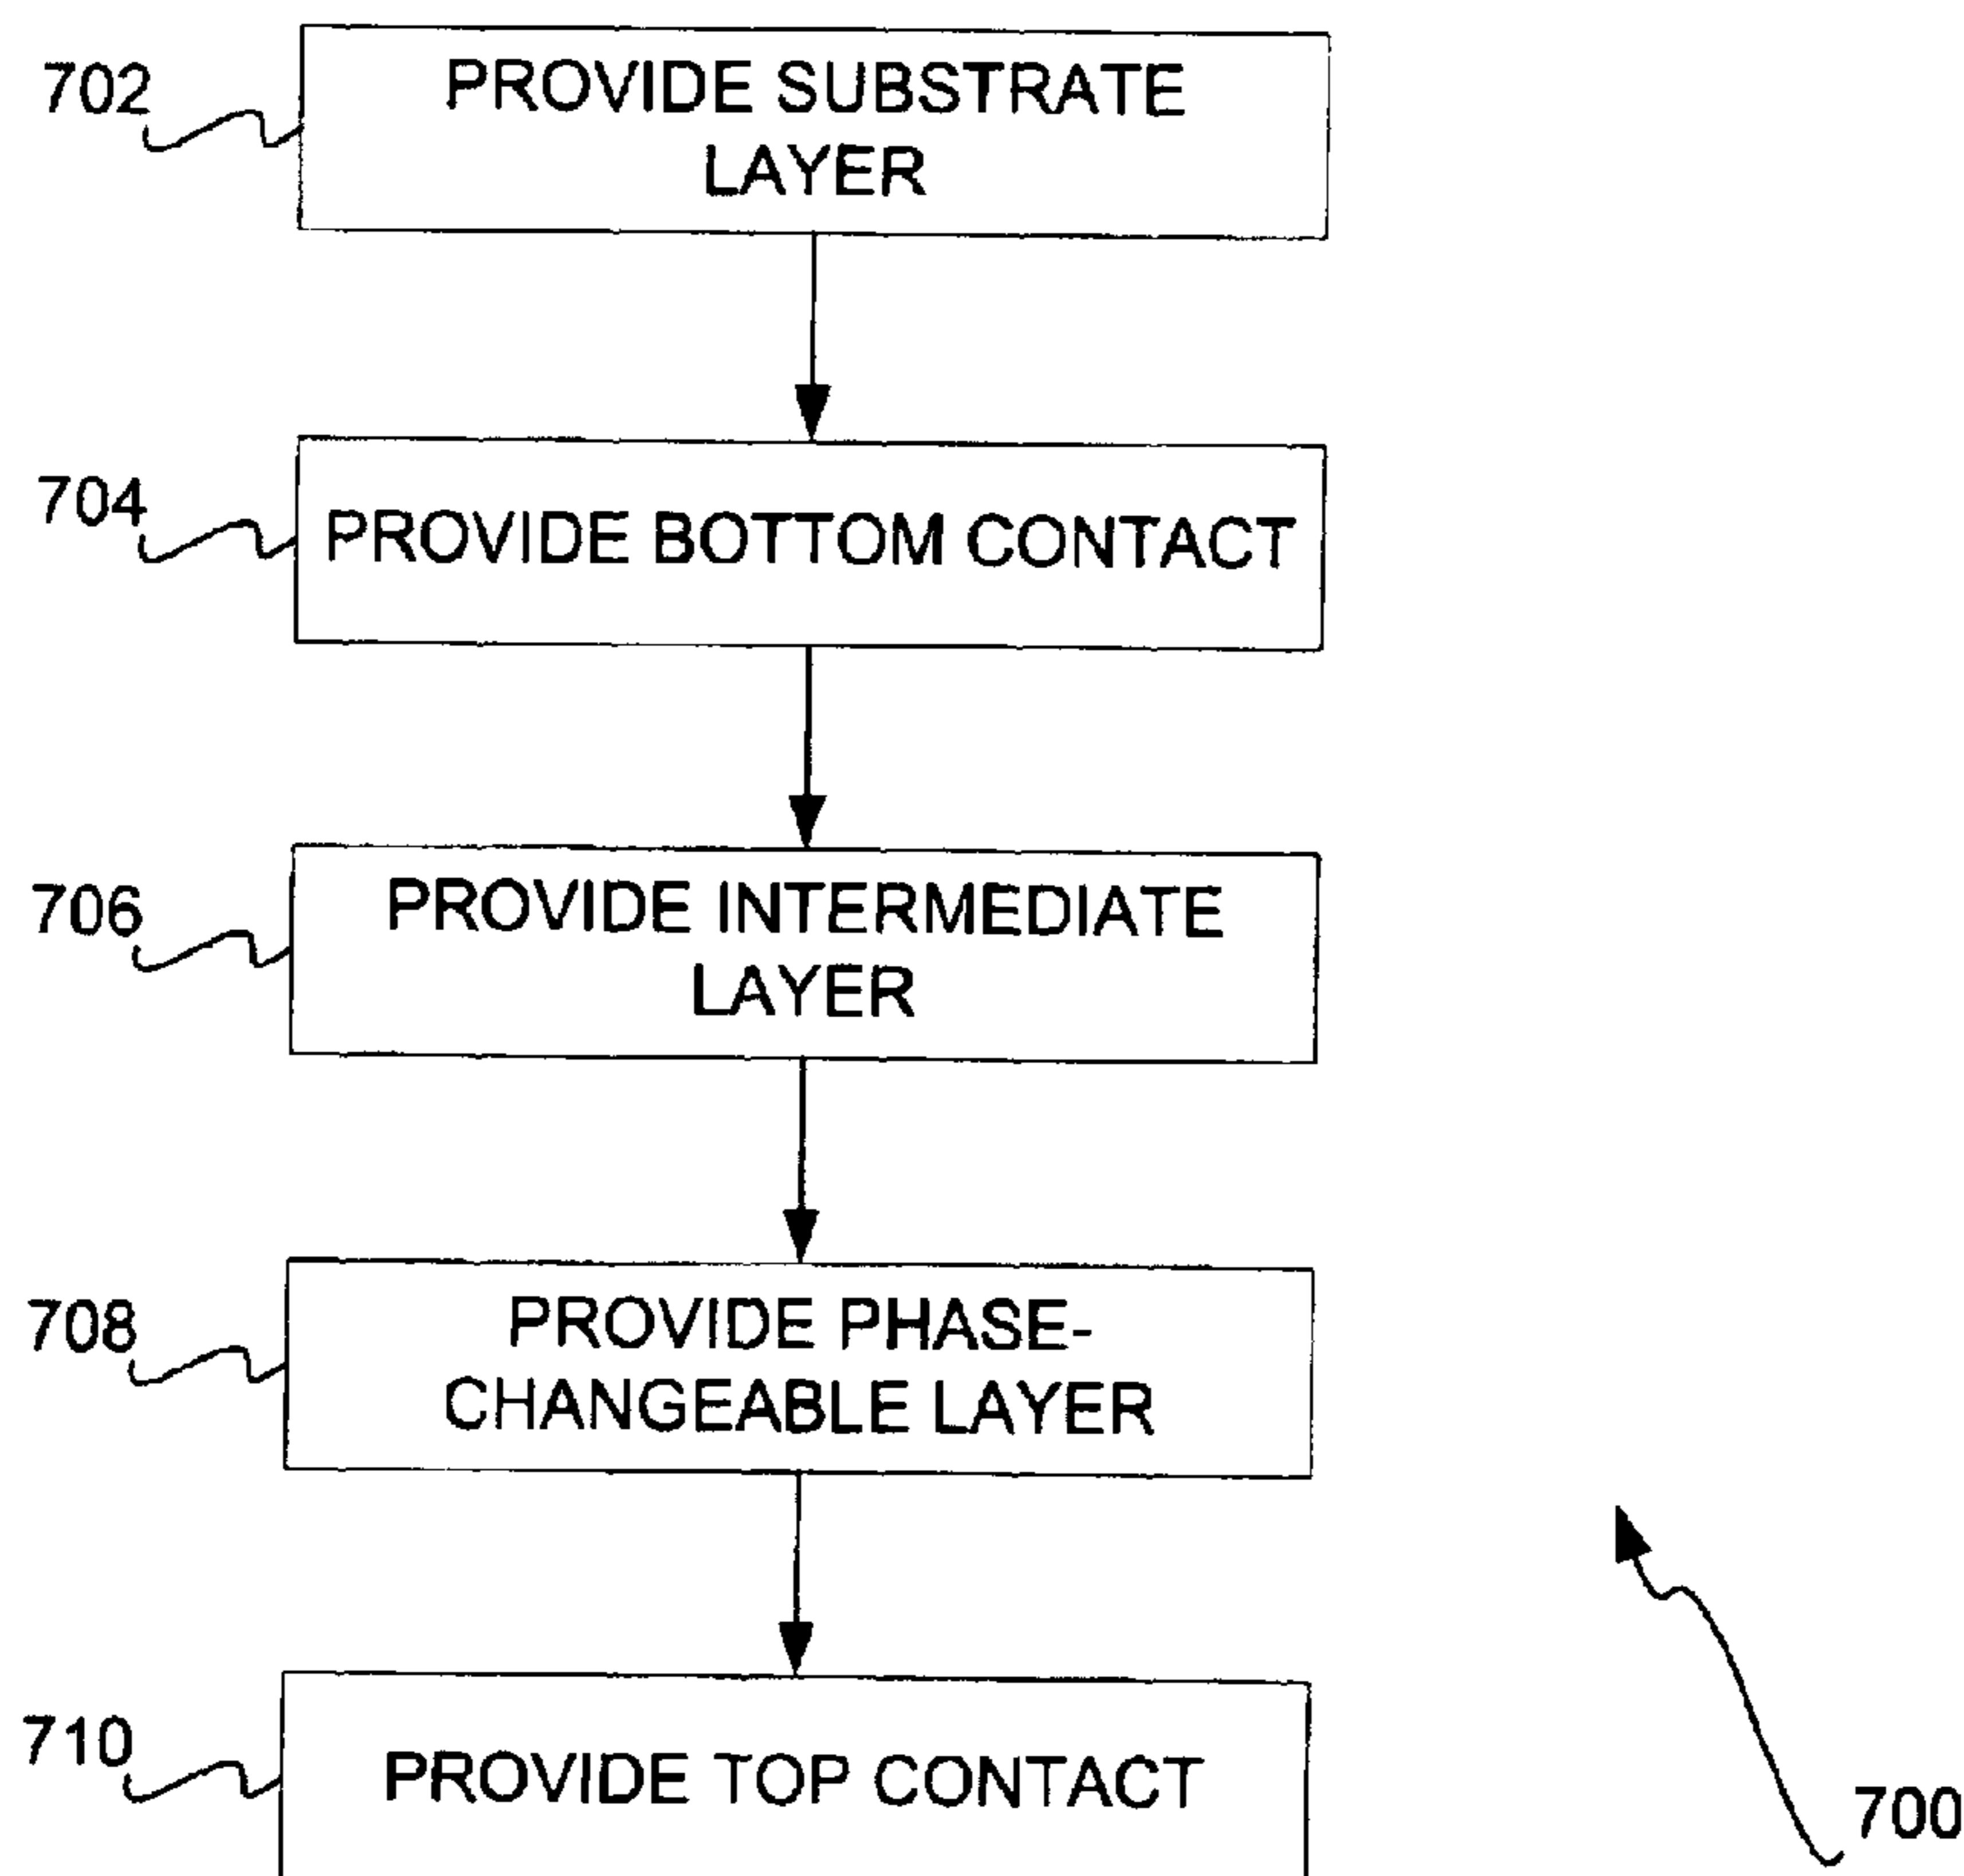 702
PROVIDE SUBSTRATE
LAYER
704
PROVIDE BOTTOM CONTACT
706
PROVIDE INTERMEDIATE
LAYER
708
PROVIDE PHASE-
CHANGEABLE LAYER
710
PROVIDE TOP CONTACT
700